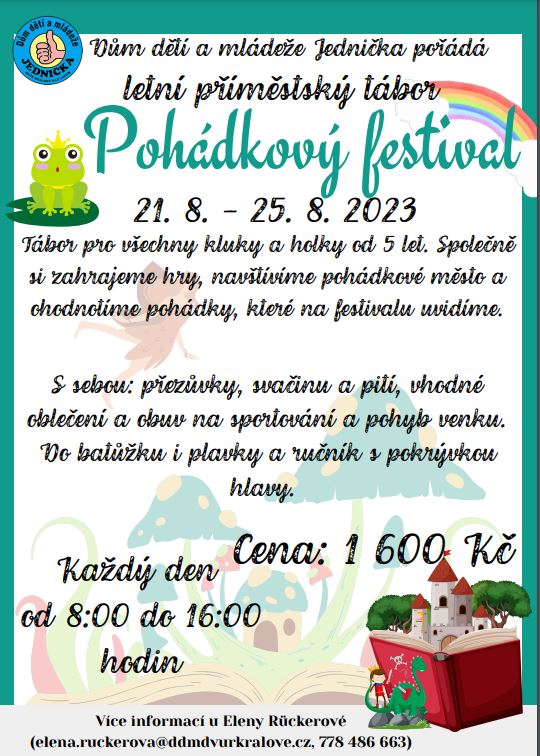 Dům dětí a mládeže
JEDNIČKA
Dům dětí a mládeže Jednička pořádá
letní příměstský tábor
Pohádkový festival
21. 8. - 25. 8. 2023
Tábor pro všechny kluky a holky od 5 let. Společně
si zahrajeme hry, navštívíme pohádkové město a
ohodnotíme pohádky, které na festivalu uvidíme.
S sebou: přezůvky, svačinu a pití, vhodné
oblečení a obuv na sportování a pohyb venku.
Do batůžku i plavky a ručník s pokrývkou
hlavy.
Cena: 1 600 Kč
Každý den
od 8:00 do 16:00
hodin
Více informací u Eleny Rückerové
(elena.ruckerova@ddmdvurkralove.cz, 778 486 663)